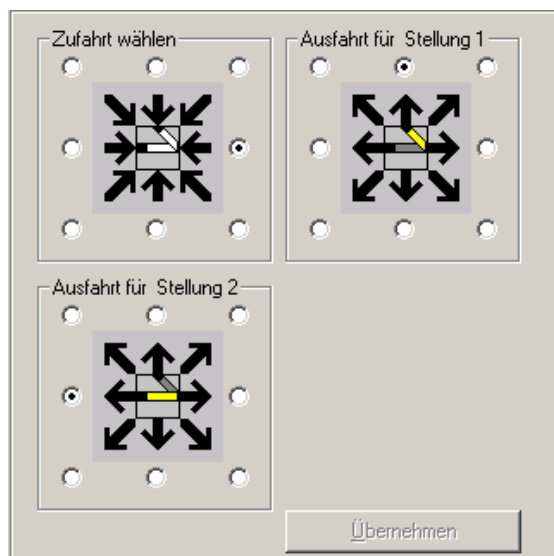 Zufahrt wählen
Ausfahrt für Stellung 1
Ausfahrt für Stellung 2
Übernehmen